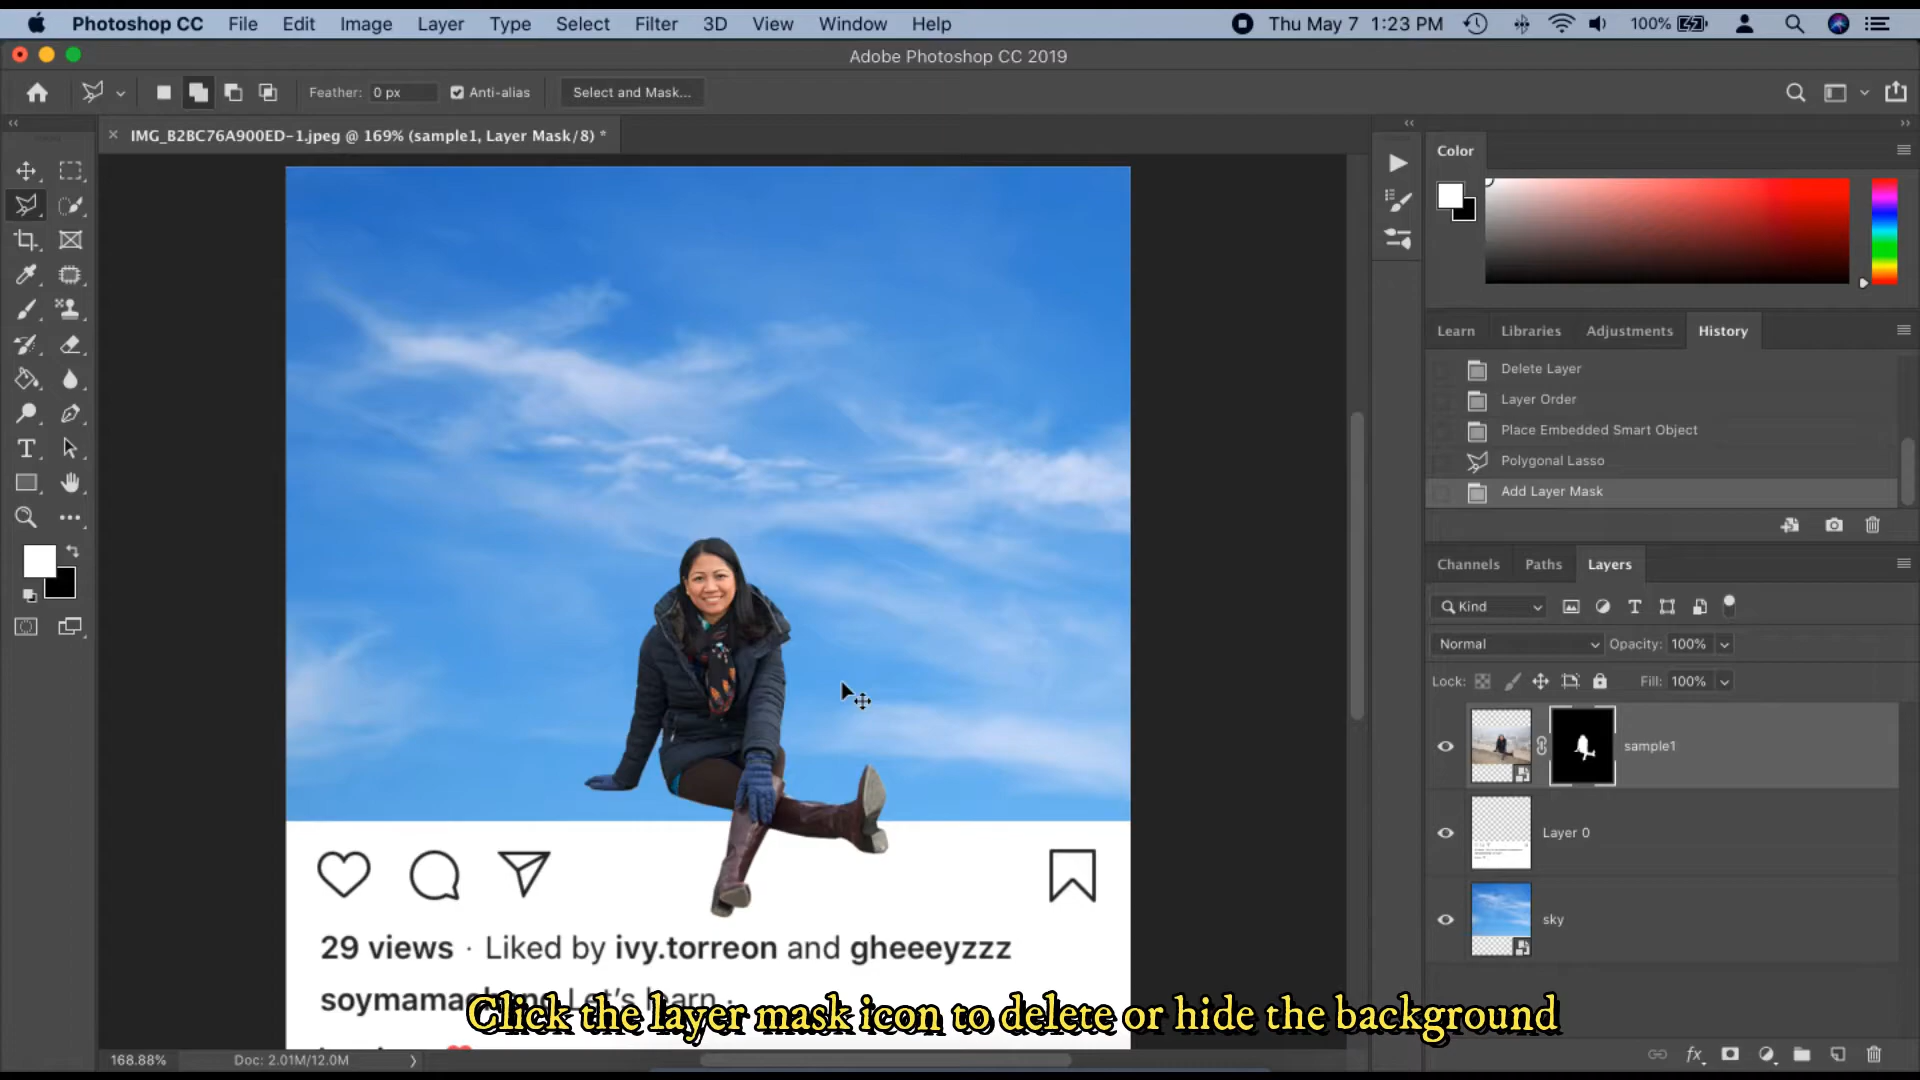 Photoshop CC File Edit Image Layer Type Select Filter 3D View Window Help Thu May 7 1:23 PM 100%
Adobe Photoshop CC 2019
Feather: 0 px Anti-alias Select and Mask...
IMG_B2BC76A900ED-1.jpeg @ 169% (sample1, Layer Mask/8) *
Color
Learn Libraries Adjustments History
Delete Layer
Layer Order
Place Embedded Smart Object
Polygonal Lasso
Add Layer Mask
Channels Paths Layers
Kind
Normal Opacity: 100%
Lock: Fill: 100%
sample1
Layer 0
sky
29 views · Liked by ivy.torreon and gheeeyzzz
Let's learn
Click the layer mask icon to delete or hide the background
168.88% Doc: 2.01M/12.0M
fx